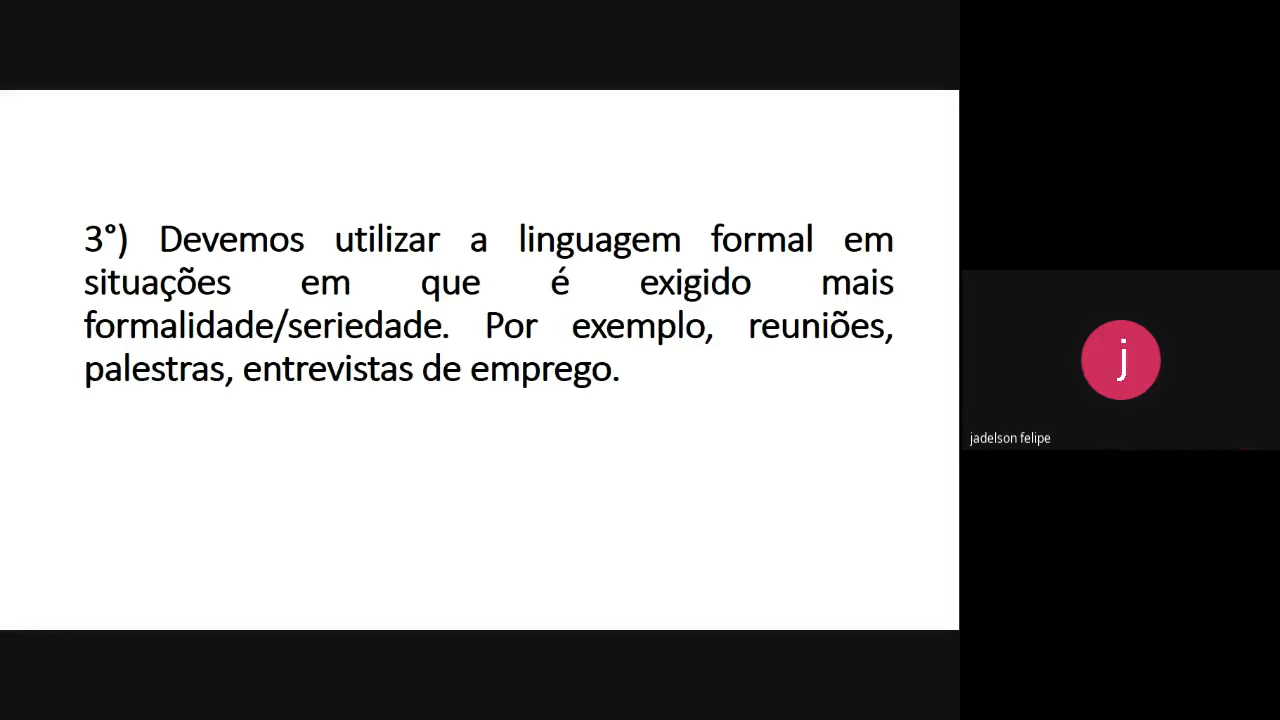 3°) Devemos utilizar a linguagem formal em
situações em que é exigido mais
formalidade/seriedade. Por exemplo, reuniões,
palestras, entrevistas de emprego.
j
jadelson felipe